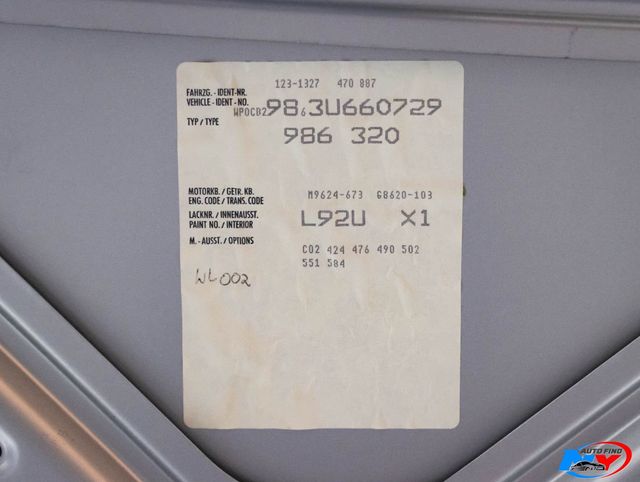 123-1327 470 887
FAHRZG. - IDENT-NR.
VEHICLE - IDENT - NO. WP0CB29863U660729
TYP / TYPE 986 320
MOTORKB. / GETR. KB. M9624-673 G8620-103
ENG. CODE / TRANS. CODE
LACKNR. / INNENAUSST. L92U X1
PAINT NO. / INTERIOR
M. - AUSST. / OPTIONS C02 424 476 490 502
551 584
WL002
AUTO FIND
NY